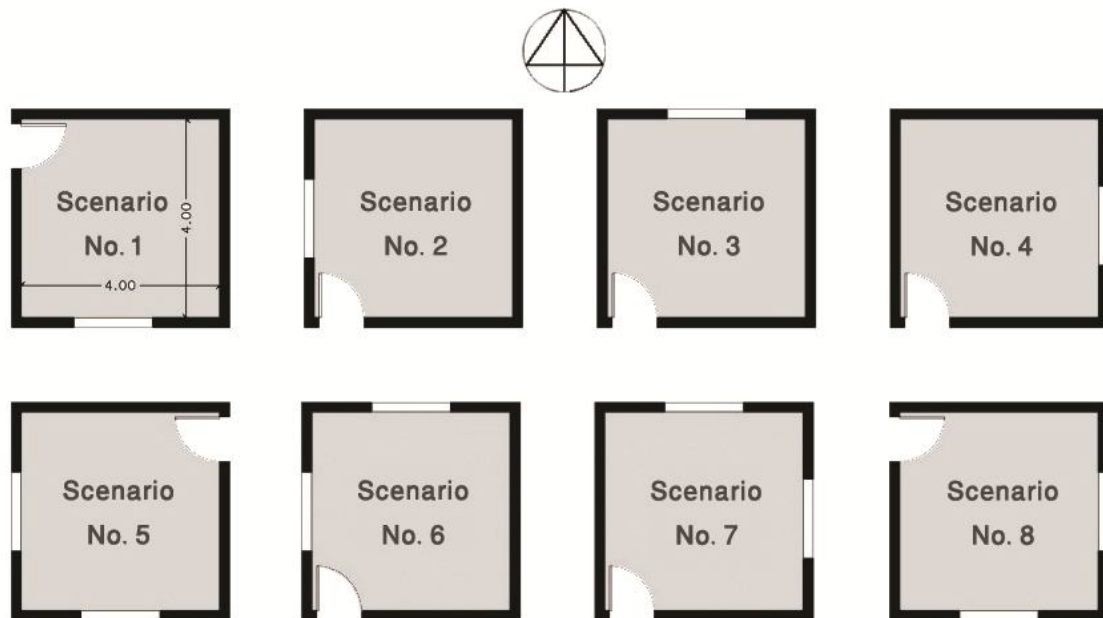 Scenario
No. 1
4.00
4.00
Scenario
No. 2
Scenario
No. 3
Scenario
No. 4
Scenario
No. 5
Scenario
No. 6
Scenario
No. 7
Scenario
No. 8